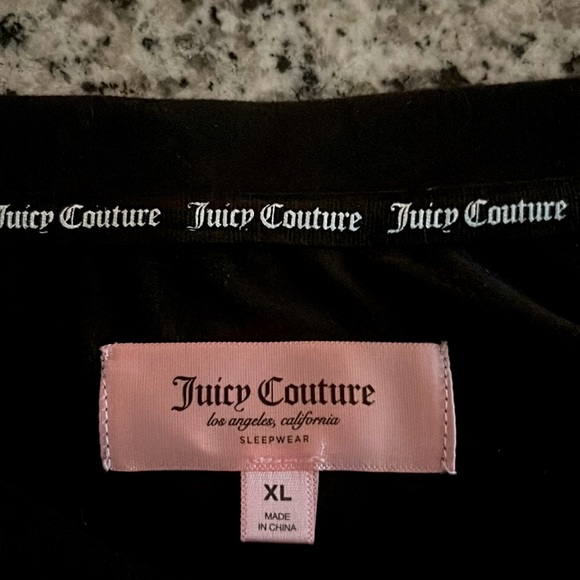 Juicy Couture Juicy Couture Juicy Couture
Juicy Couture
los angeles, california
SLEEPWEAR
XL
MADE
IN CHINA